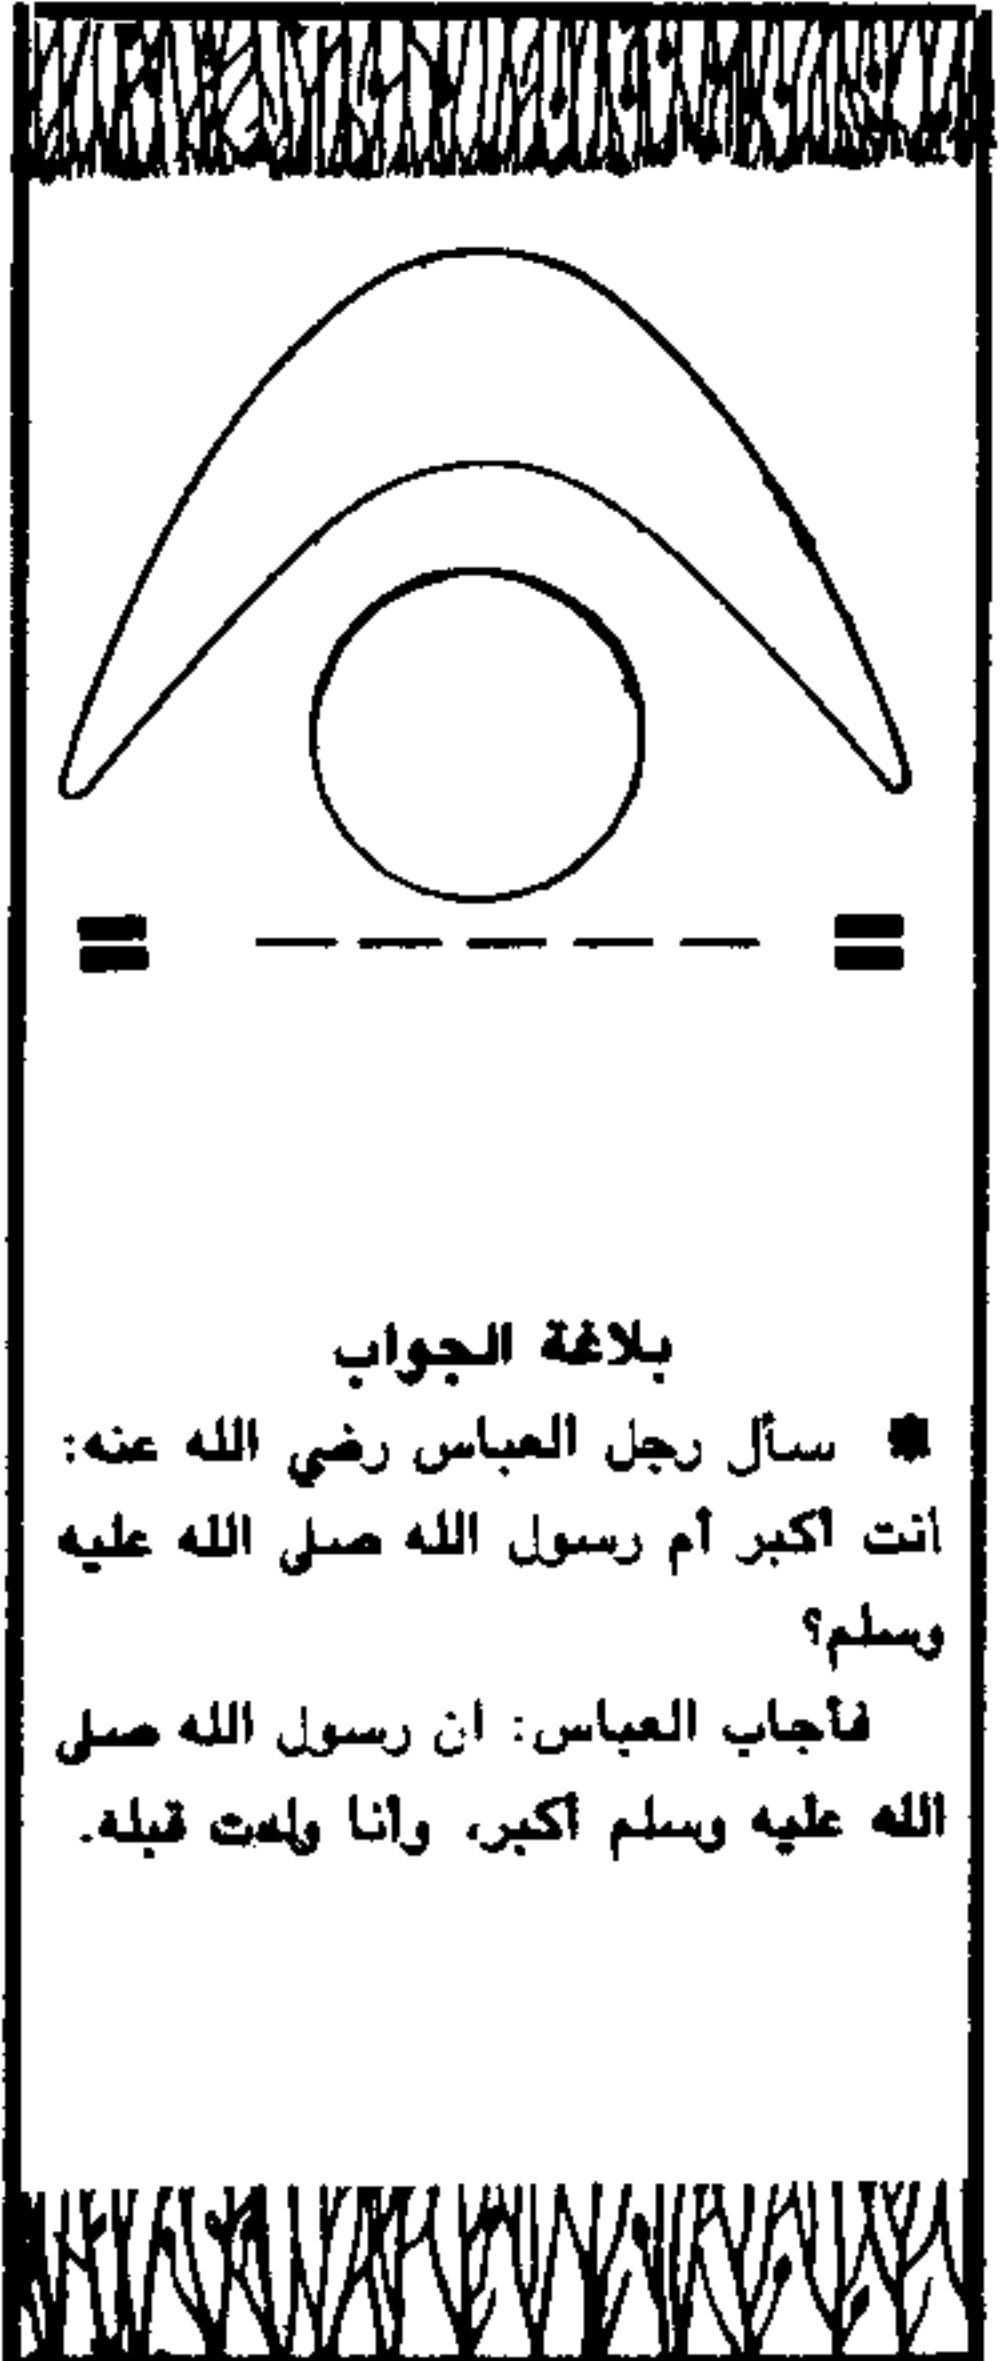 بلاغة الجواب
سأل رجل العباس رضي الله عنه:
أنت أكبر أم رسول الله صلى الله عليه
وسلم؟
فأجاب العباس: ان رسول الله صلى
الله عليه وسلم أكبر، وأنا ولدت قبله.